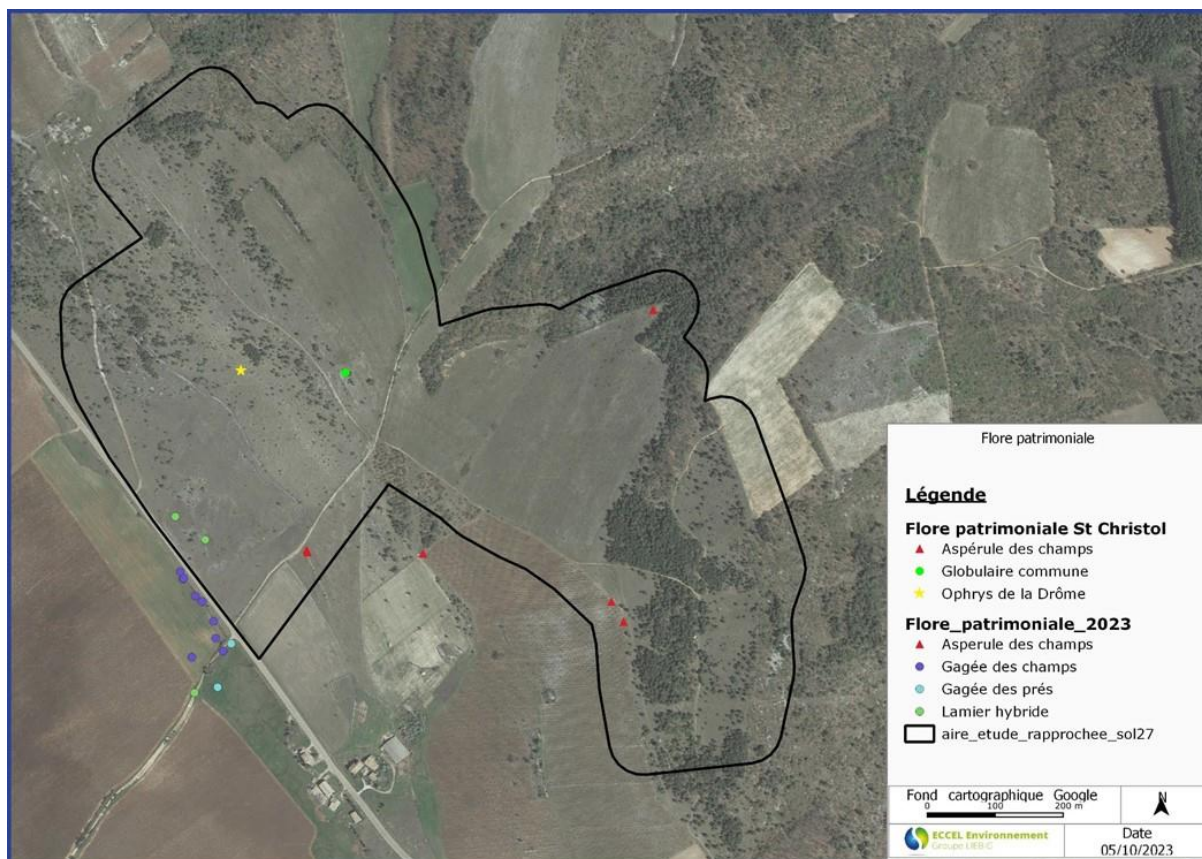 Flore patrimoniale
Légende
Flore patrimoniale St Christol
Aspérule des champs
Globulaire commune
Ophrys de la Drôme
Flore_patrimoniale_2023
Asperule des champs
Gagée des champs
Gagée des prés
Lamier hybride
aire_etude_rapprochee_sol27
Fond cartographique Google
0 100 200 m
N
ECCEL Environnement
Groupe
Date
05/10/2023